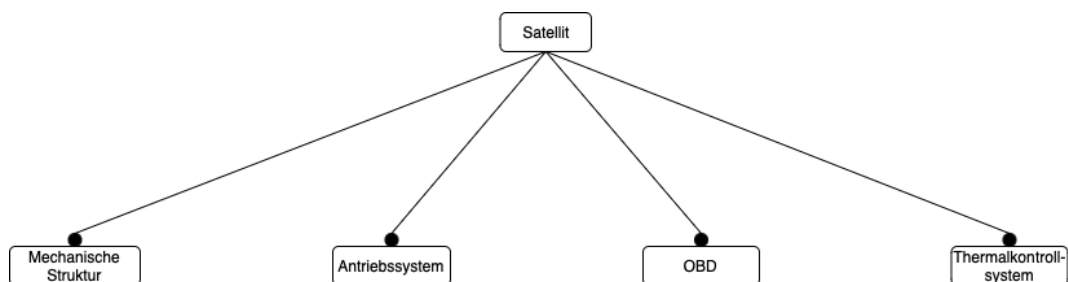 Satellit
Mechanische
Struktur
Antriebssystem
OBD
Thermalkontroll-
system